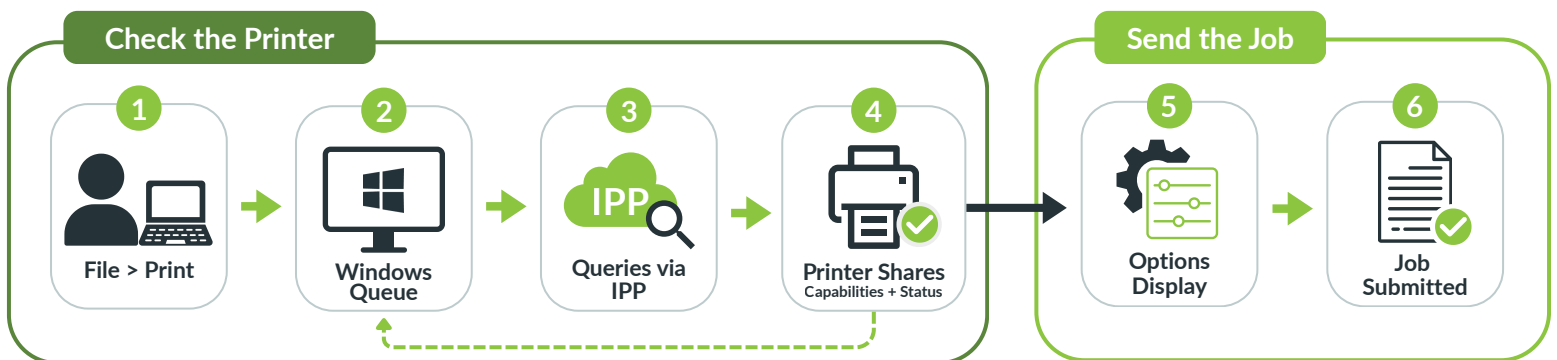 Check the Printer
Send the Job
1
2
3
4
5
6
IPP
File > Print
Windows
Queue
Queries via
IPP
Printer Shares
Capabilities + Status
Options
Display
Job
Submitted